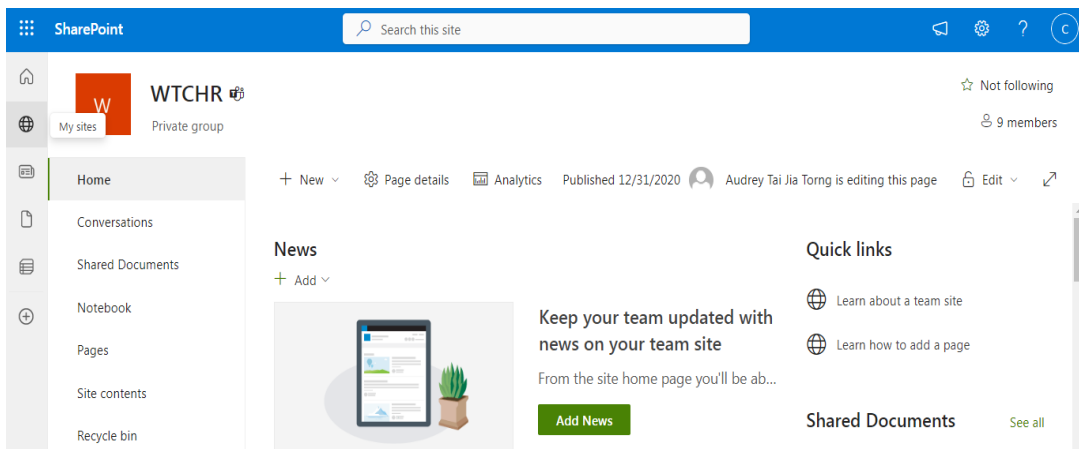 SharePoint
Search this site
?
C
W
WTCHR
Not following
My sites
Private group
9 members
Home
+ New
Page details
Analytics
Published 12/31/2020
Audrey Tai Jia Torng is editing this page
Edit
Conversations
Shared Documents
Notebook
Pages
Site contents
Recycle bin
News
+ Add
Keep your team updated with
news on your team site
From the site home page you'll be ab...
Add News
Quick links
Learn about a team site
Learn how to add a page
Shared Documents
See all